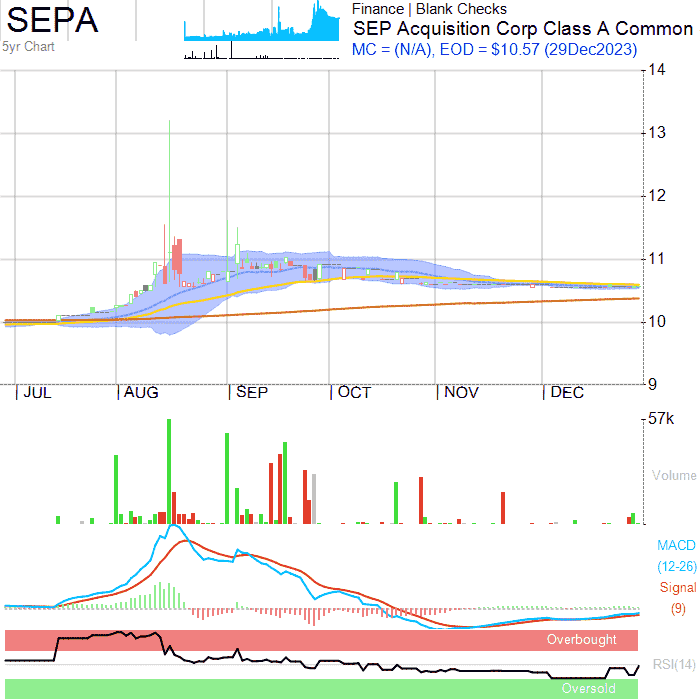 SEPA
5yr Chart
Finance | Blank Checks
SEP Acquisition Corp Class A Common
MC = (N/A), EOD = $10.57 (29Dec2023)
14
13
12
11
10
9
JUL
AUG
SEP
OCT
NOV
DEC
57k
Volume
MACD
(12-26)
Signal
(9)
Overbought
RSI(14)
Oversold